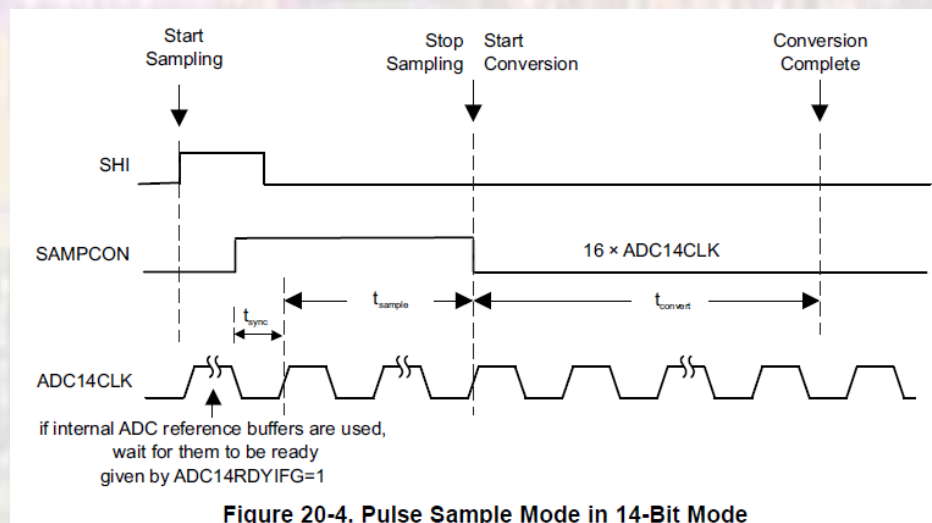 Start
Sampling
Stop
Sampling
Start
Conversion
Conversion
Complete
SHI
SAMPCON
16 × ADC14CLK
tsample
tconvert
tsync
ADC14CLK
if internal ADC reference buffers are used,
wait for them to be ready
given by ADC14RDYIFG=1
Figure 20-4. Pulse Sample Mode in 14-Bit Mode